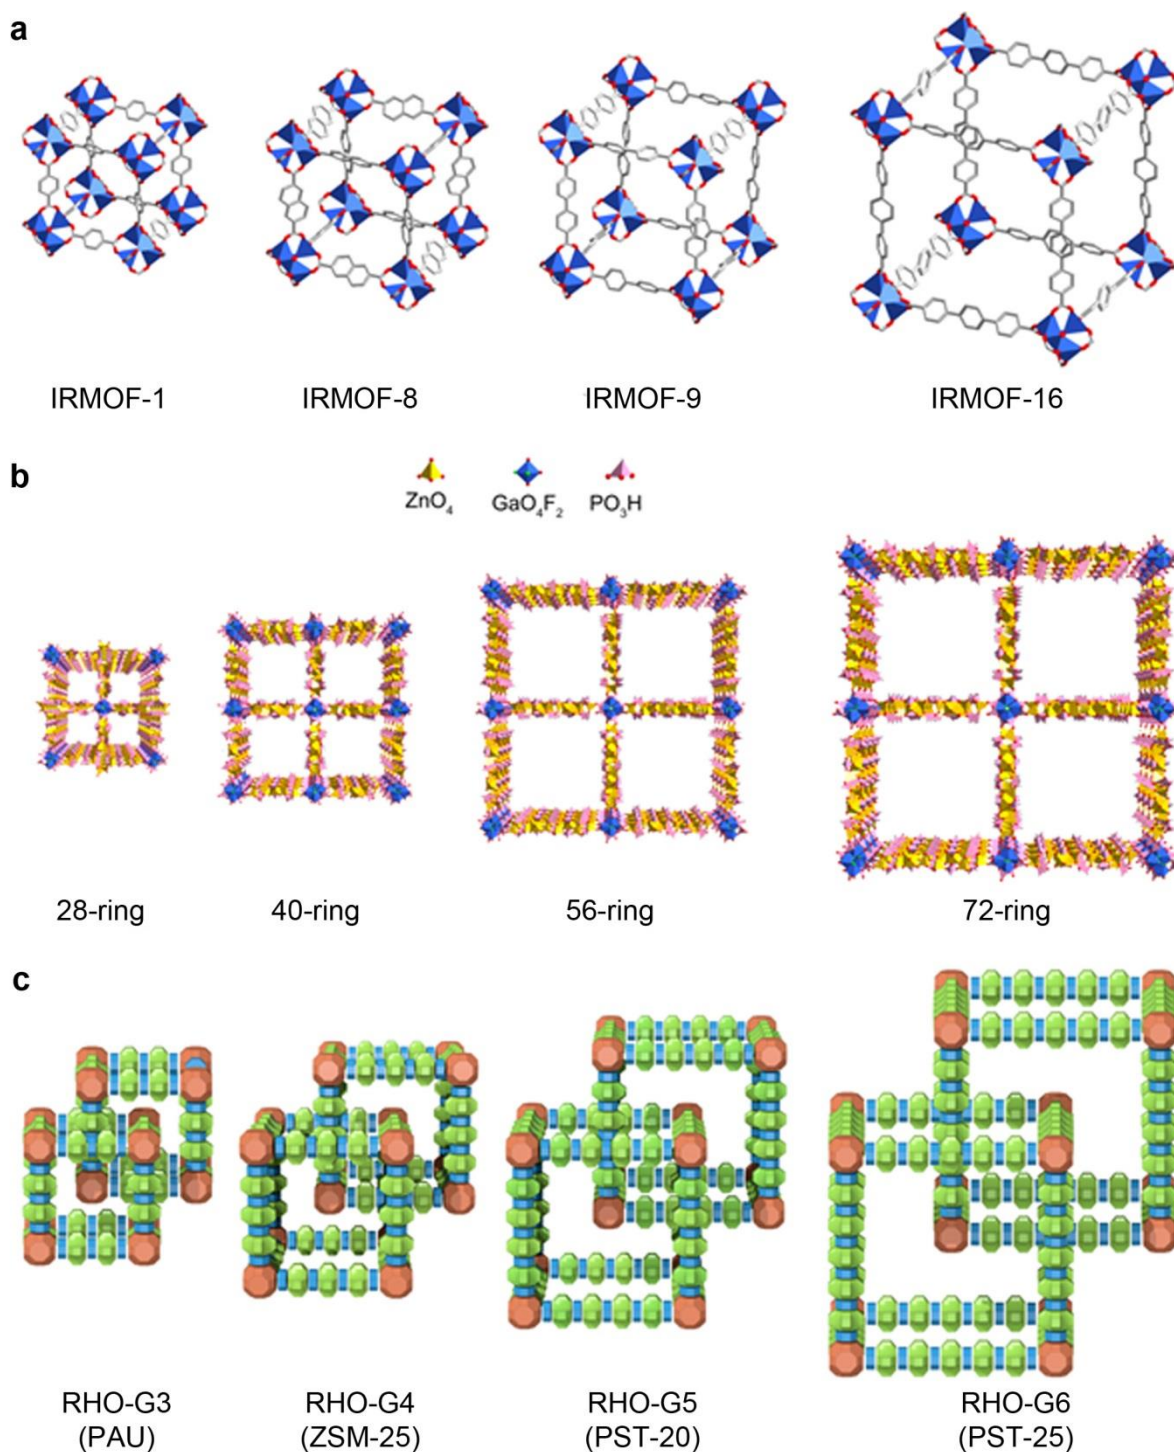 a
IRMOF-1 IRMOF-8 IRMOF-9 IRMOF-16
b
ZnO₄ GaO₄F₂ PO₃H
28-ring 40-ring 56-ring 72-ring
c
RHO-G3 RHO-G4 RHO-G5 RHO-G6
(PAU) (ZSM-25) (PST-20) (PST-25)